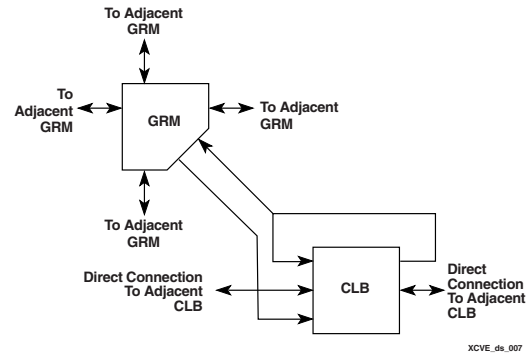 To Adjacent
GRM
To
Adjacent
GRM
GRM
To Adjacent
GRM
To Adjacent
GRM
Direct Connection
To Adjacent
CLB
CLB
Direct
Connection
To Adjacent
CLB
XCVE_ds_007